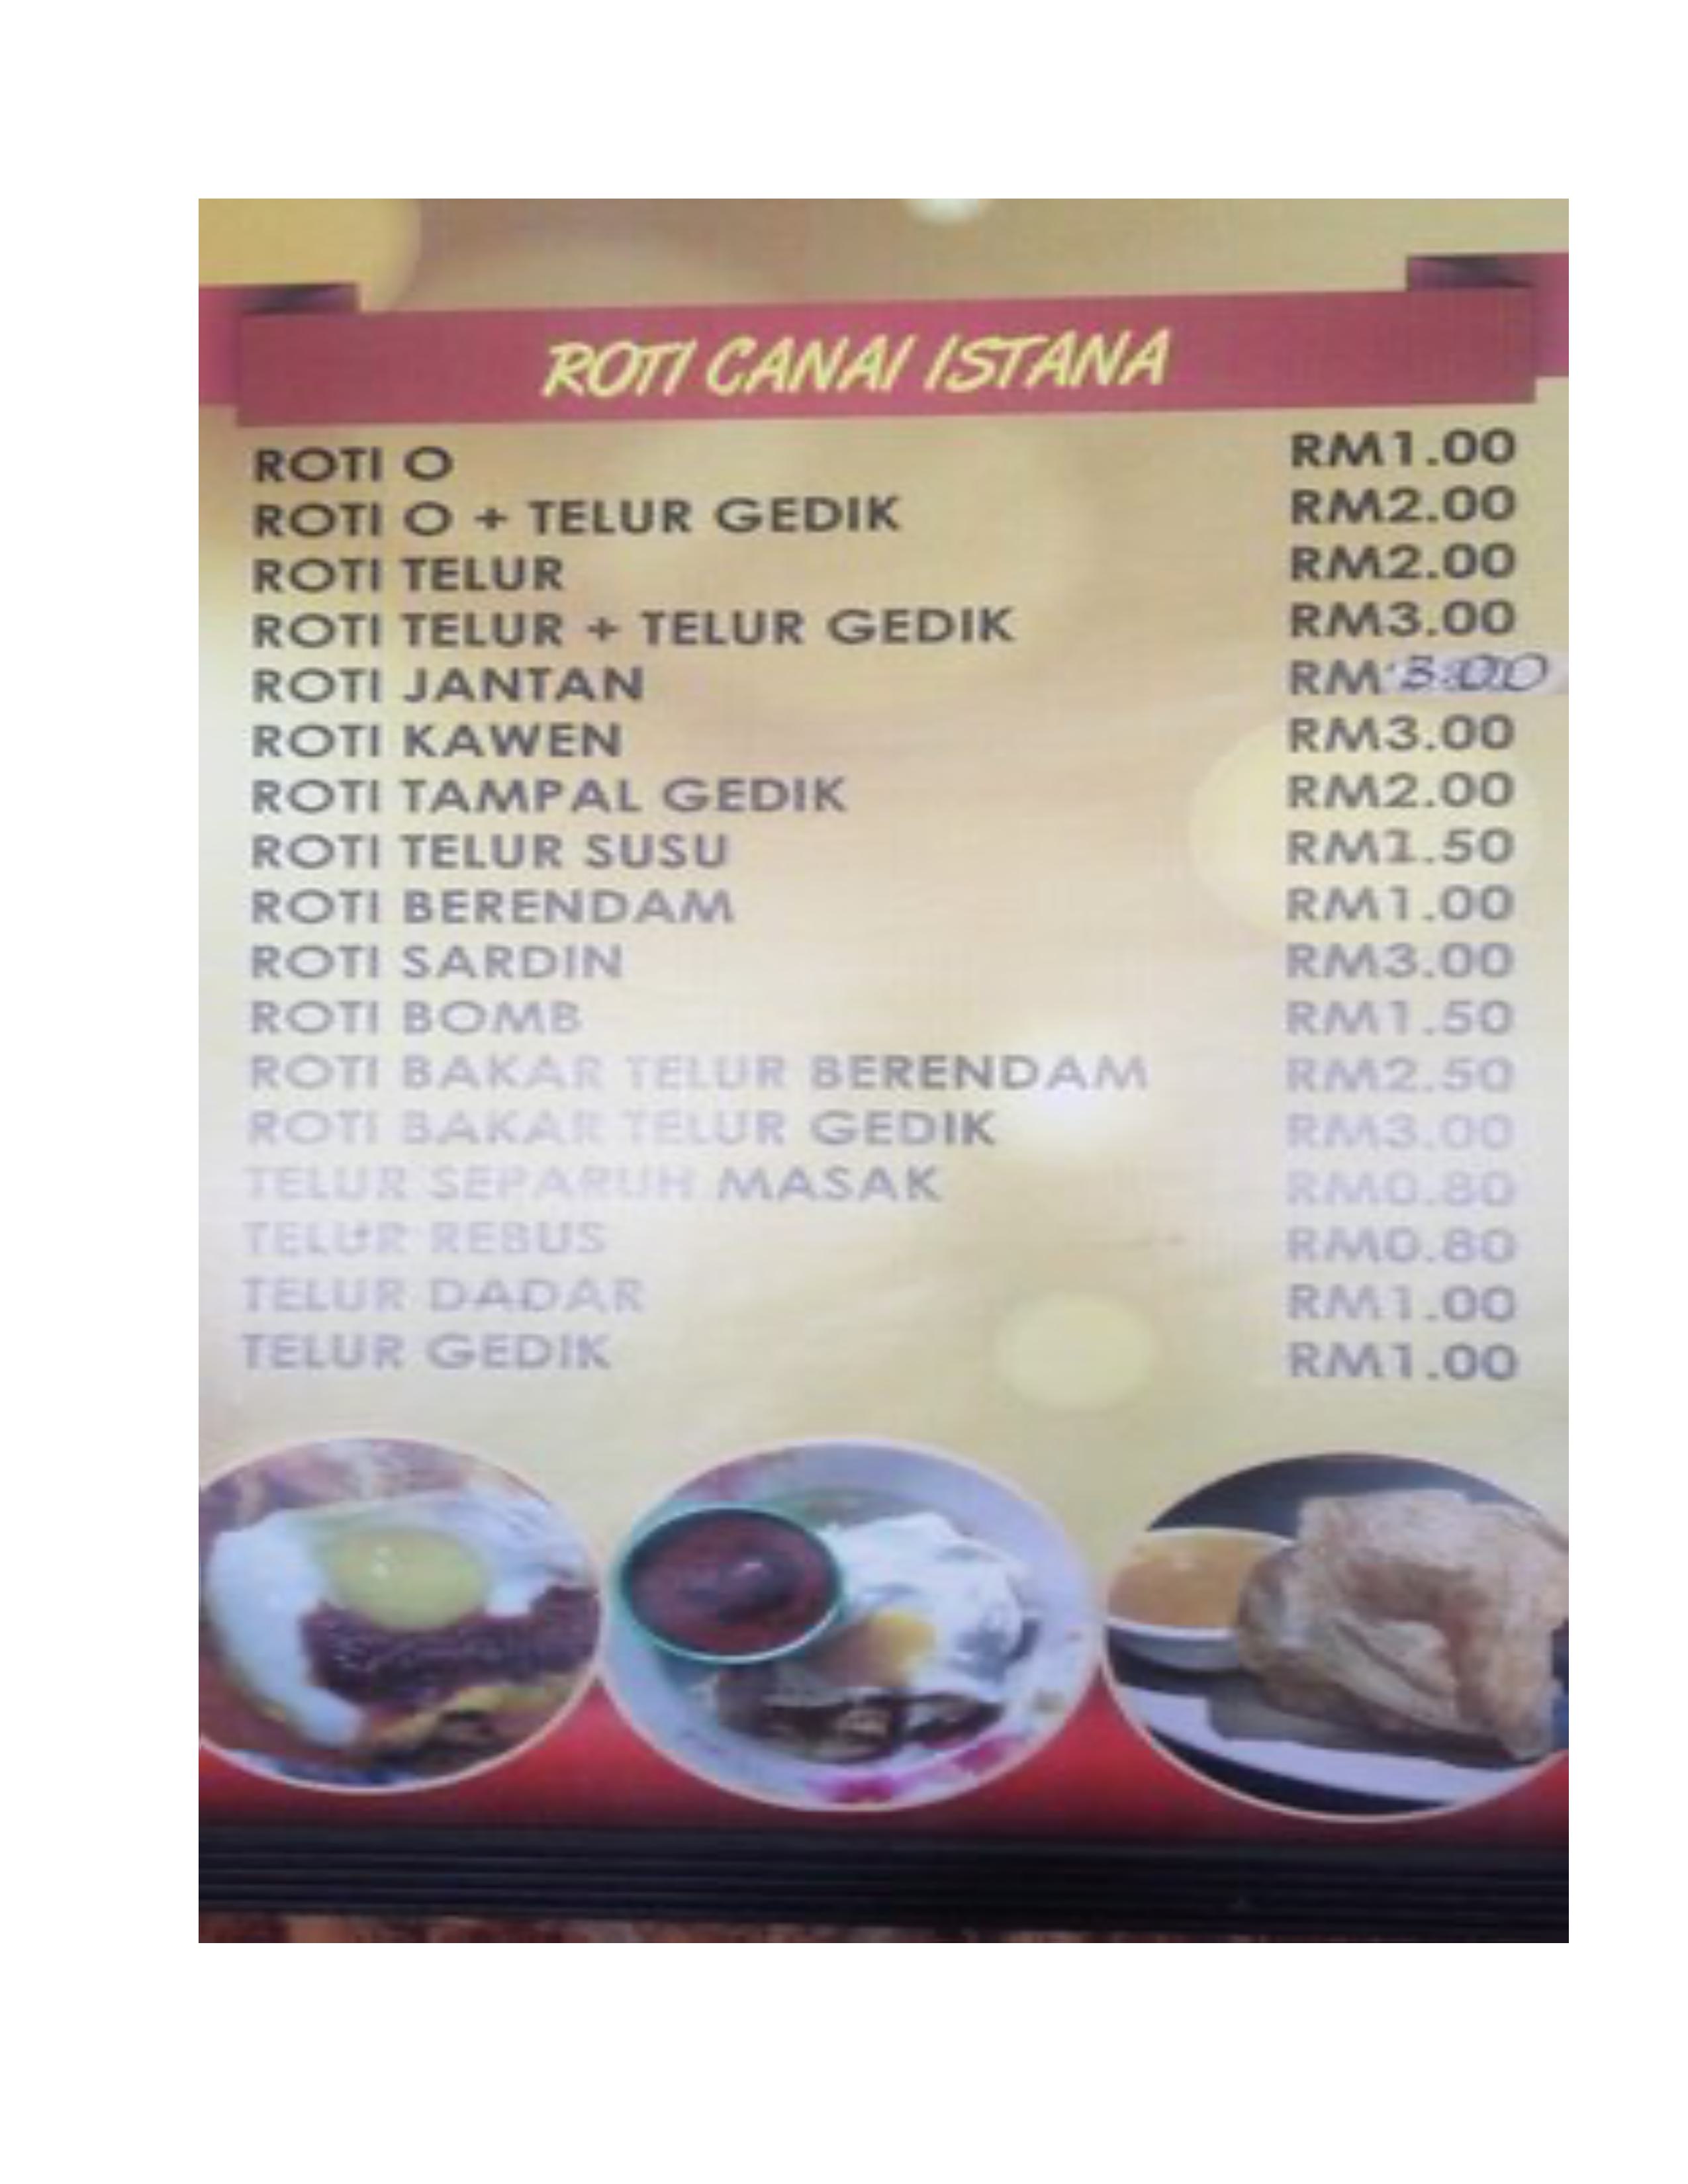 ROTI CANAI ISTANA
ROTI O RM1.00
ROTI O + TELUR GEDIK RM2.00
ROTI TELUR RM2.00
ROTI TELUR + TELUR GEDIK RM3.00
ROTI JANTAN RM 3.00
ROTI KAWEN RM3.00
ROTI TAMPAL GEDIK RM2.00
ROTI TELUR SUSU RM1.50
ROTI BERENDAM RM1.00
ROTI SARDIN RM3.00
ROTI BOMB RM1.50
ROTI BAKAR TELUR BERENDAM RM2.50
ROTI BAKAR TELUR GEDIK RM3.00
TELUR SEPARUH MASAK RM0.80
TELUR REBUS RM0.80
TELUR DADAR RM1.00
TELUR GEDIK RM1.00